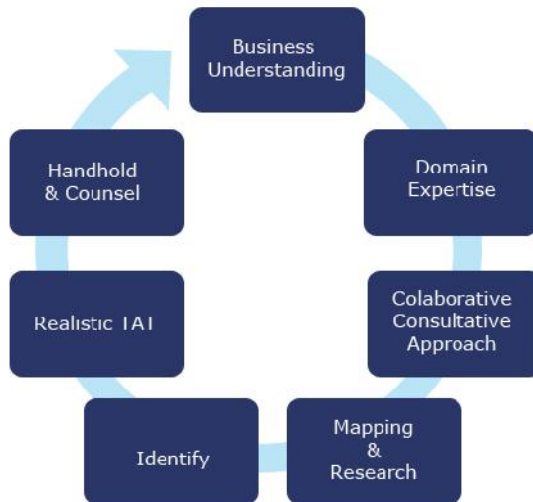 Business
Understanding
Domain
Expertise
Colaborative
Consultative
Approach
Mapping
&
Research
Identify
Realistic TAT
Handhold
& Counsel